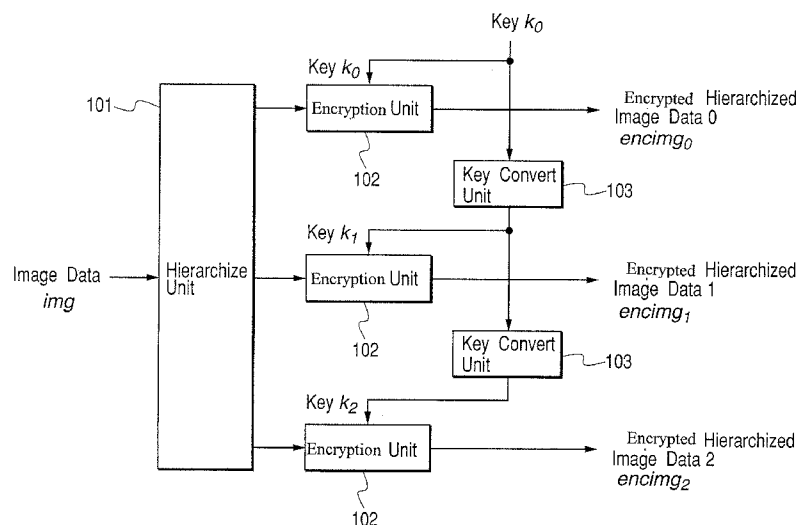 Key k0
Key k0
101
Encryption Unit
Encrypted Hierarchized
Image Data 0
encimg0
102
Key Convert
Unit
103
Key k1
Image Data
img
Hierarchize
Unit
Encryption Unit
Encrypted Hierarchized
Image Data 1
encimg1
102
Key Convert
Unit
103
Key k2
Encryption Unit
Encrypted Hierarchized
Image Data 2
encimg2
102